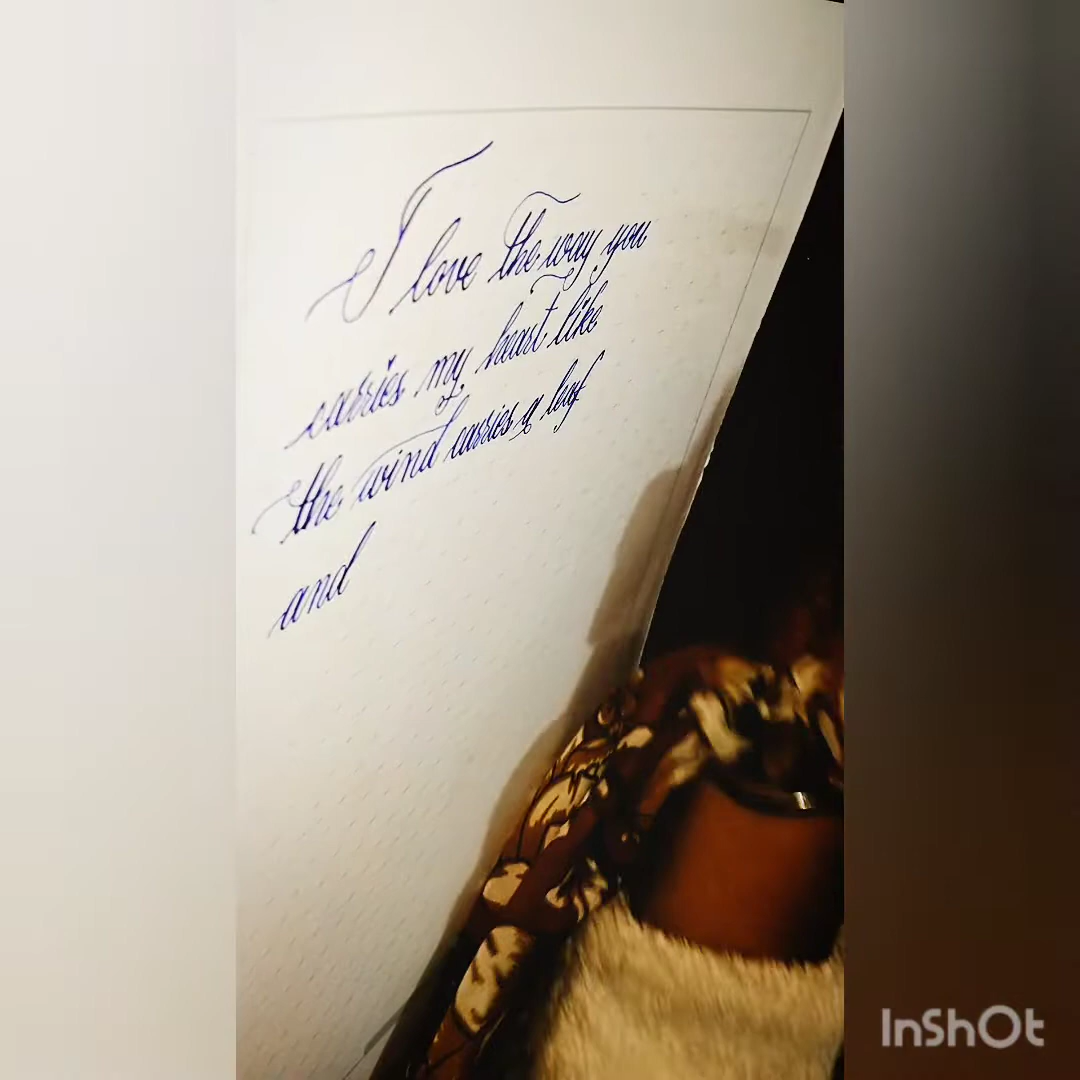 I love the way you
carries my heart like
the wind carries a leaf
and
InShOt